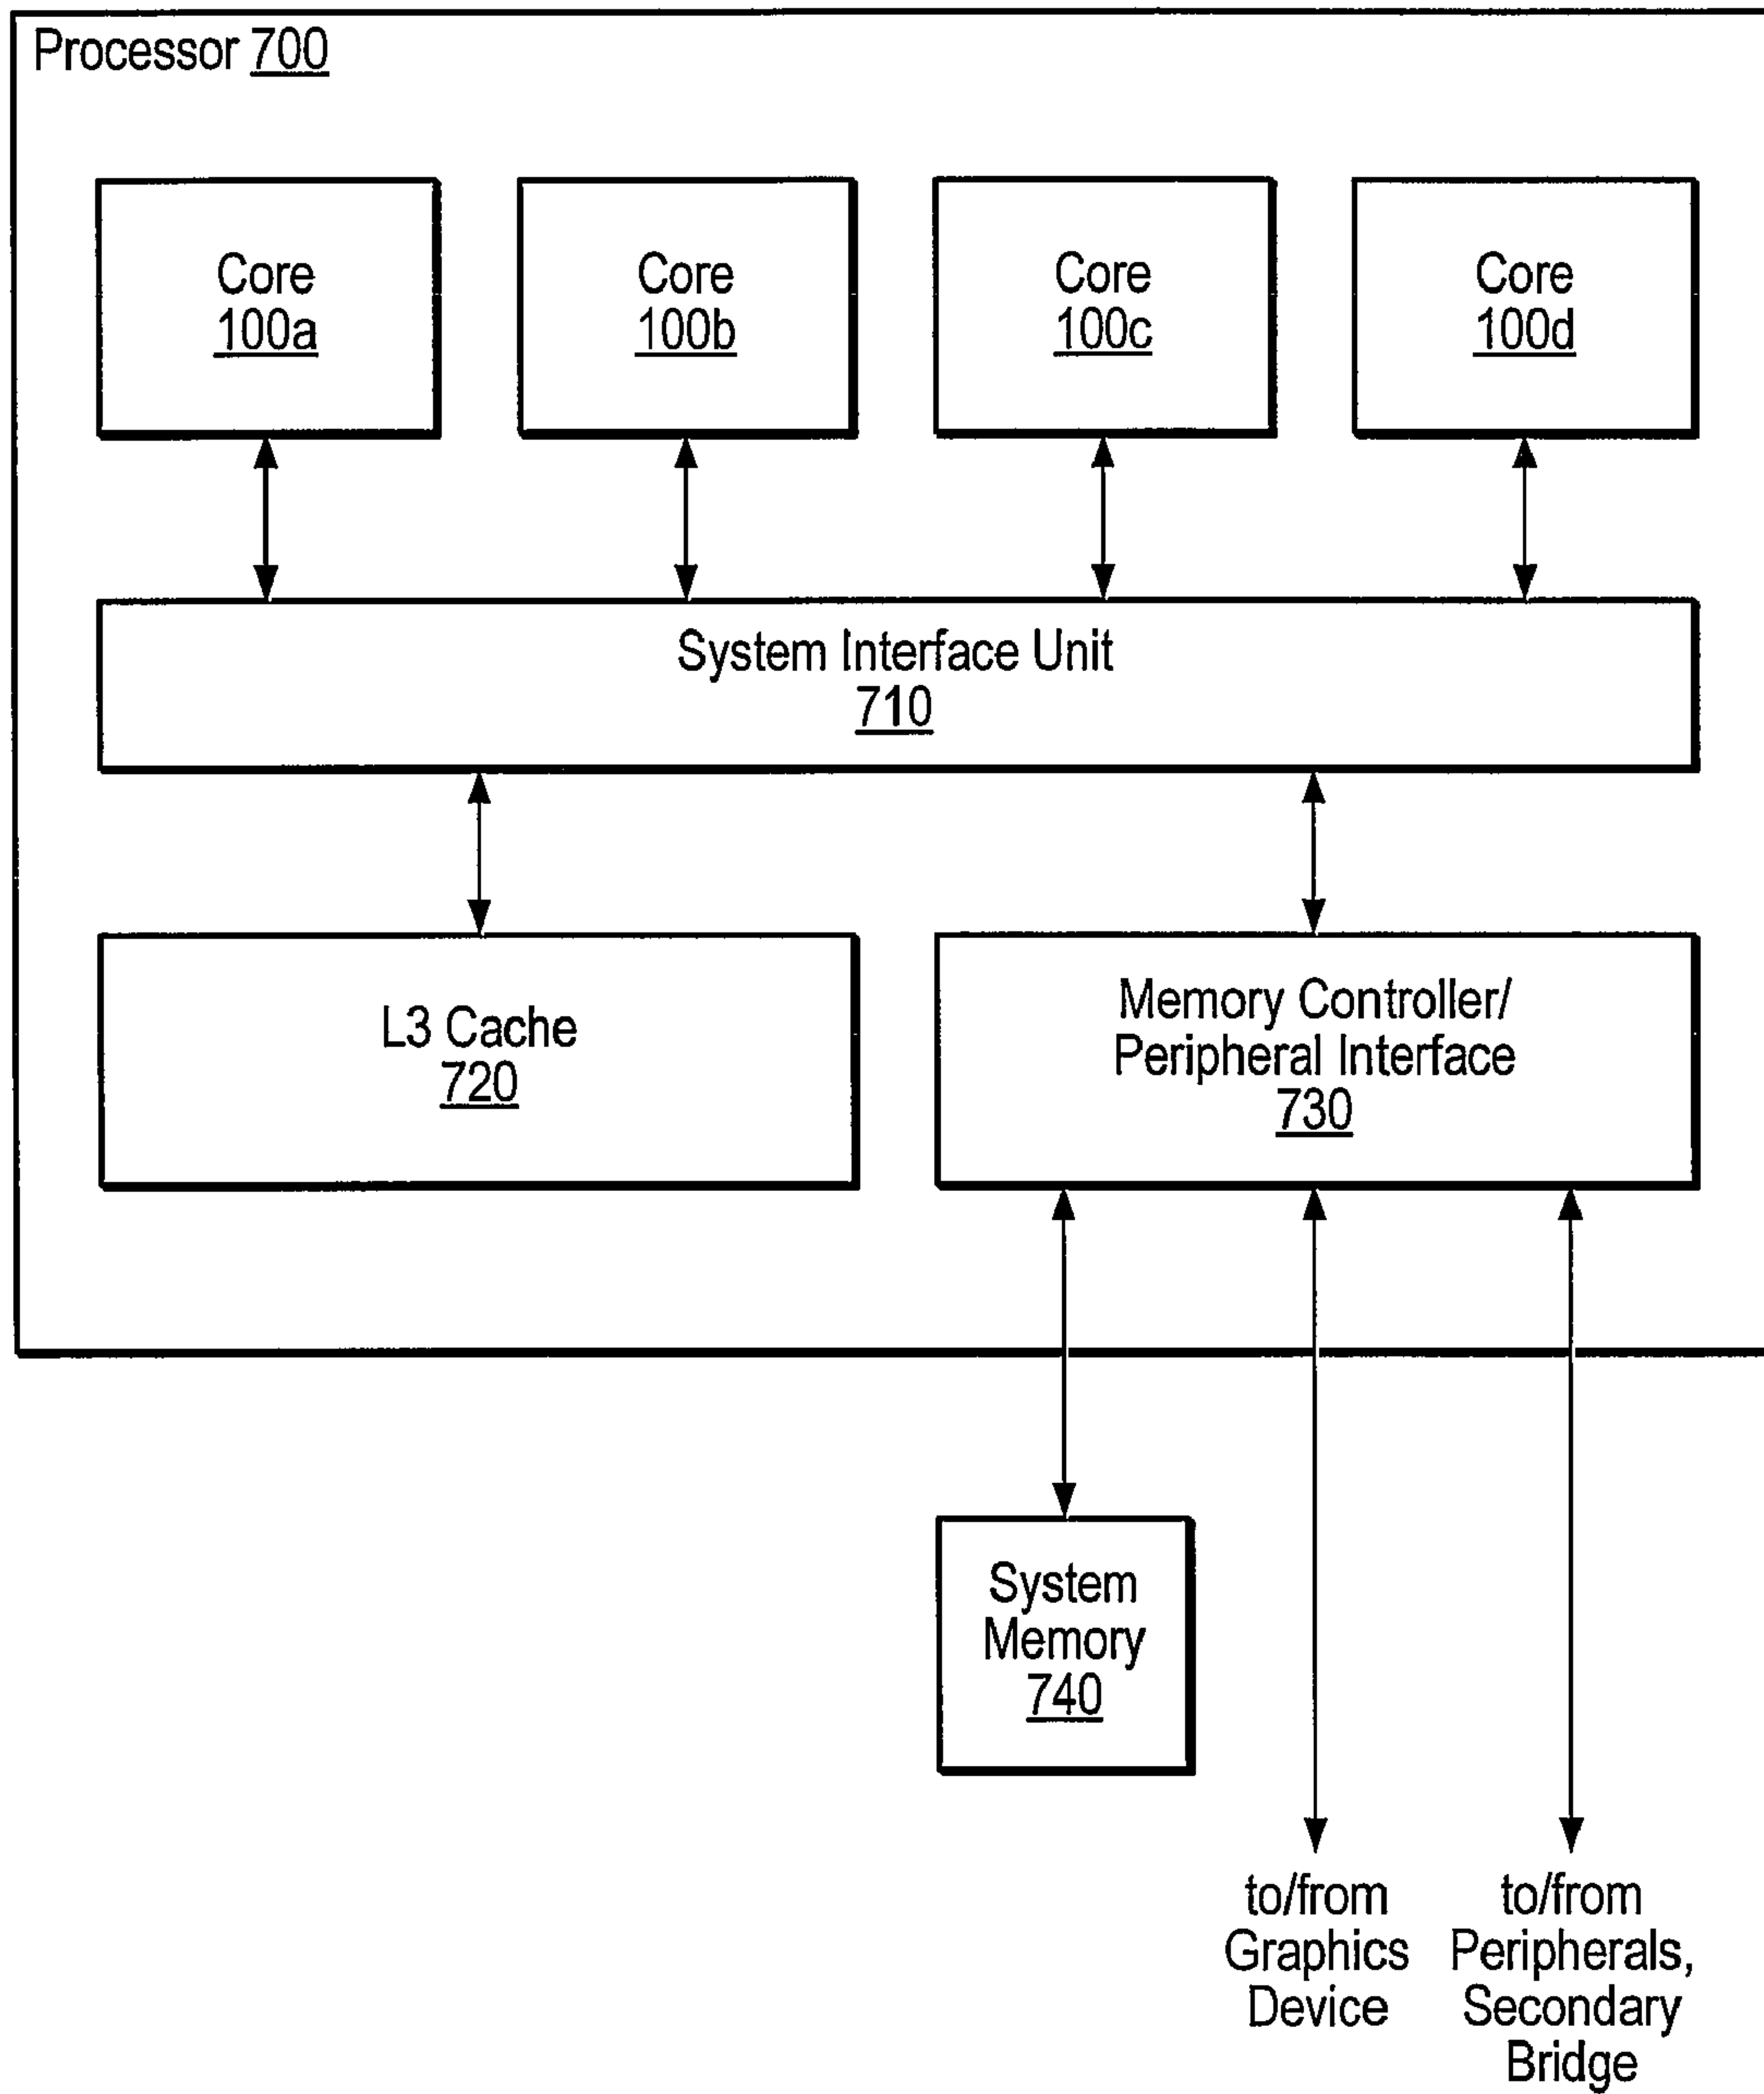 Processor 700
Core
100a
Core
100b
Core
100c
Core
100d
System Interface Unit
710
L3 Cache
720
Memory Controller/
Peripheral Interface
730
System
Memory
740
to/from
Graphics
Device
to/from
Peripherals,
Secondary
Bridge